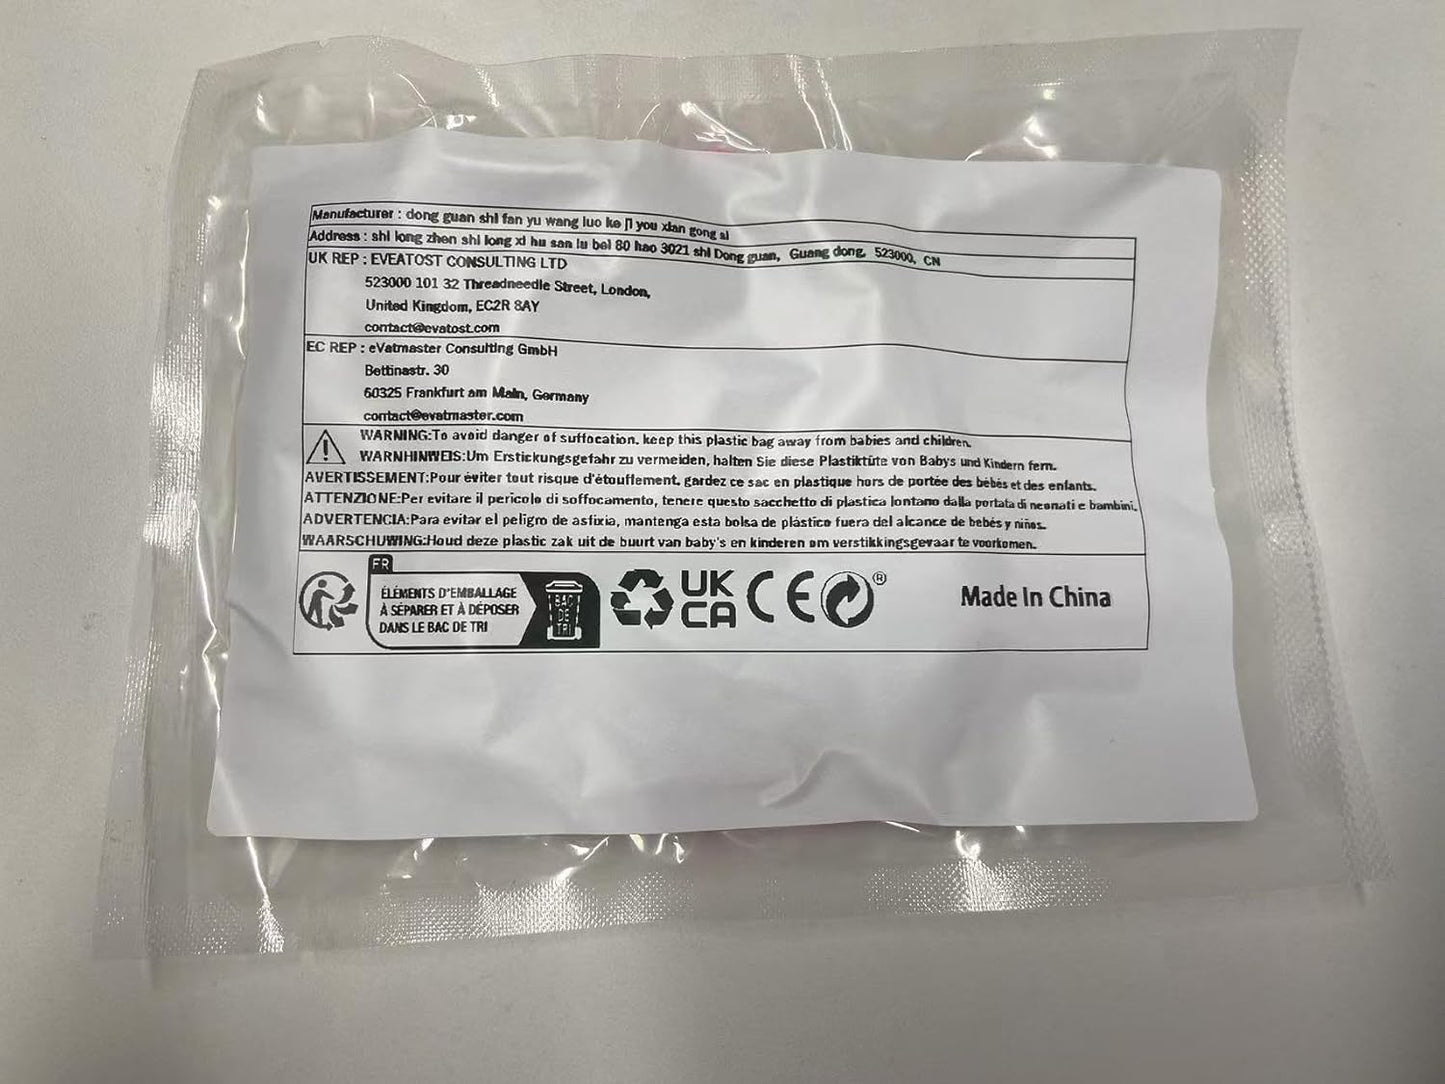 Manufacturer : dong guan shi fan yu wang luo ke ji you xian gong si
Address : shi long zhen shi long xi hu san lu bei 80 hao 3021 shi Dong guan, Guang dong, 523000, CN
UK REP : EVEATOST CONSULTING LTD
523000 101 32 Threadneedle Street, London,
United Kingdom, EC2R 8AY
contact@evatost.com
EC REP : eVatmaster Consulting GmbH
Bettinastr. 30
60325 Frankfurt am Main, Germany
contact@evatmaster.com
WARNING:To avoid danger of suffocation, keep this plastic bag away from babies and children.
WARNHINWEIS:Um Erstickungsgefahr zu vermeiden, halten Sie diese Plastiktüte von Babys und Kindern fern.
AVERTISSEMENT:Pour éviter tout risque d'étouffement, gardez ce sac en plastique hors de portée des bébés et des enfants.
ATTENZIONE:Per evitare il pericolo di soffocamento, tenere questo sacchetto di plastica lontano dalla portata di neonati e bambini.
ADVERTENCIA:Para evitar el peligro de asfixia, mantenga esta bolsa de plástico fuera del alcance de bebés y niños.
WAARSCHUWING:Houd deze plastic zak uit de buurt van baby's en kinderen om verstikkingsgevaar te voorkomen.
FR
ÉLÉMENTS D'EMBALLAGE
À SÉPARER ET À DÉPOSER
DANS LE BAC DE TRI
BAC
DE
TRI
UK
CA
CE
®
Made In China